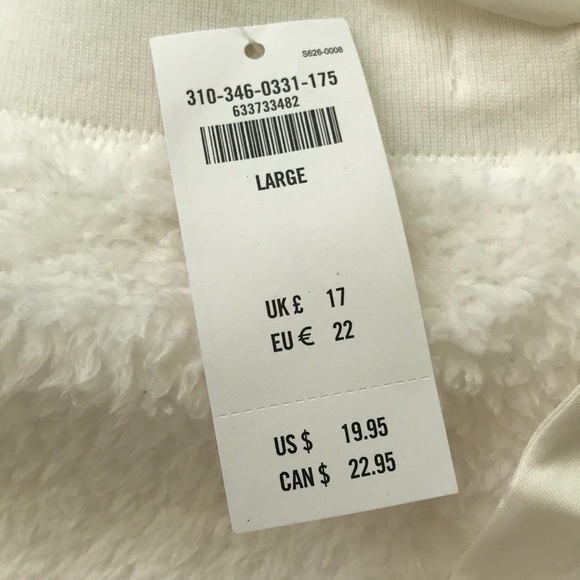 S626-0008
310-346-0331-175
633733482
LARGE
UK £ 17
EU € 22
US $ 19.95
CAN $ 22.95